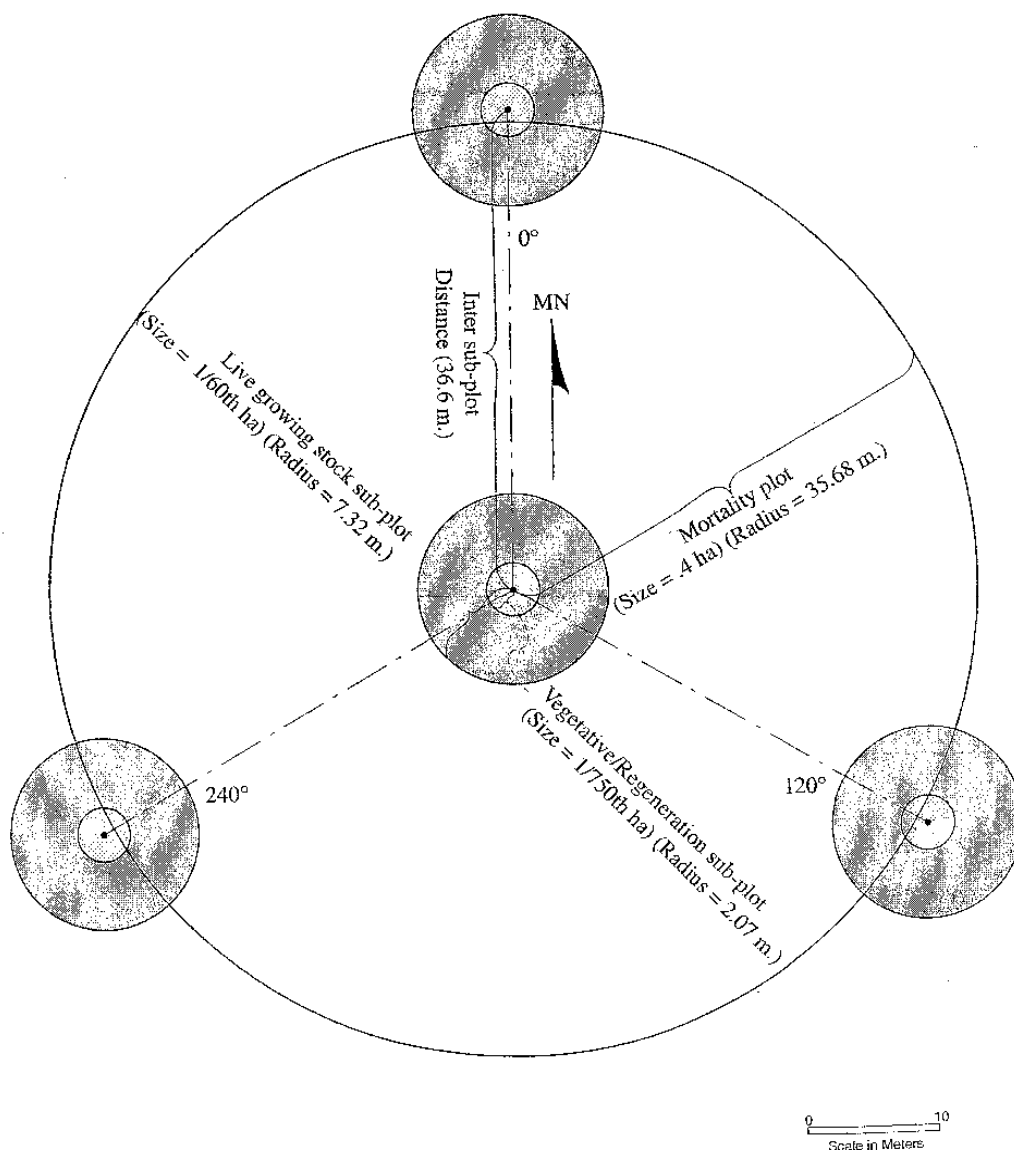 0°
MN
Inter sub-plot
Distance (36.6 m.)
Live growing stock sub-plot
(Size = 1/60th ha) (Radius = 7.32 m.)
Mortality plot
(Size = .4 ha) (Radius = 35.68 m.)
Vegetative/Regeneration sub-plot
(Size = 1/750th ha) (Radius = 2.07 m.)
240°
120°
0 10
Scale in Meters